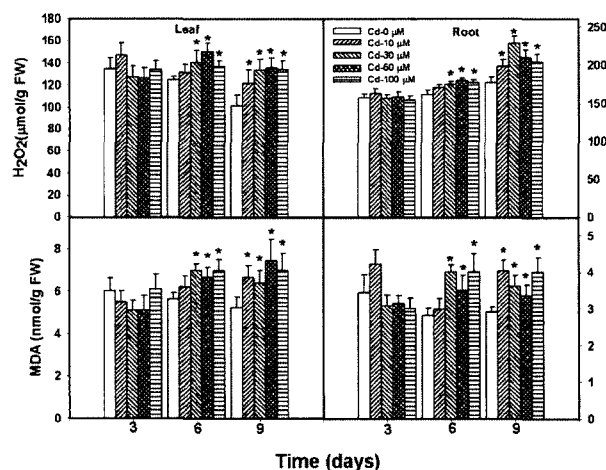 Leaf
Root
Cd-0 μM
Cd-10 μM
Cd-30 μM
Cd-60 μM
Cd-100 μM
H2O2(μmol/g FW)
180
160
140
120
100
80
60
40
20
0
250
200
150
100
50
0
* * * * * * *
* * * * * * *
MDA (nmol/g FW)
8
6
4
2
0
5
4
3
2
1
0
* * * * * * *
* * * * * * *
3 6 9 3 6 9
Time (days)